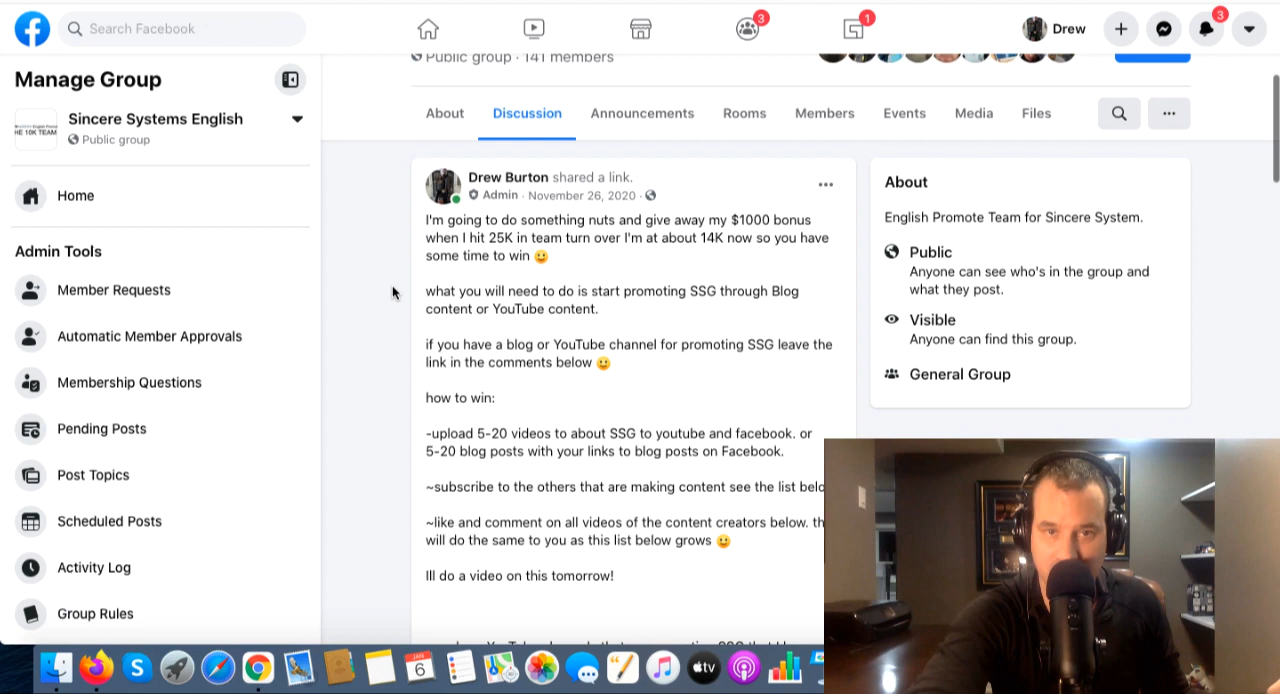 Search Facebook
3
1
Drew
3
Manage Group
Sincere Systems English
Public group
Home
Admin Tools
Member Requests
Automatic Member Approvals
Membership Questions
Pending Posts
Post Topics
Scheduled Posts
Activity Log
Group Rules
Public group · 141 members
About
Discussion
Announcements
Rooms
Members
Events
Media
Files
Drew Burton shared a link.
Admin · November 26, 2020 ·
I'm going to do something nuts and give away my $1000 bonus
when I hit 25K in team turn over I'm at about 14K now so you have
some time to win
what you will need to do is start promoting SSG through Blog
content or YouTube content.
if you have a blog or YouTube channel for promoting SSG leave the
link in the comments below
how to win:
-upload 5-20 videos to about SSG to youtube and facebook. or
5-20 blog posts with your links to blog posts on Facebook.
~subscribe to the others that are making content see the list belo
~like and comment on all videos of the content creators below. th
will do the same to you as this list below grows
Ill do a video on this tomorrow!
About
English Promote Team for Sincere System.
Public
Anyone can see who's in the group and
what they post.
Visible
Anyone can find this group.
General Group
6
tv